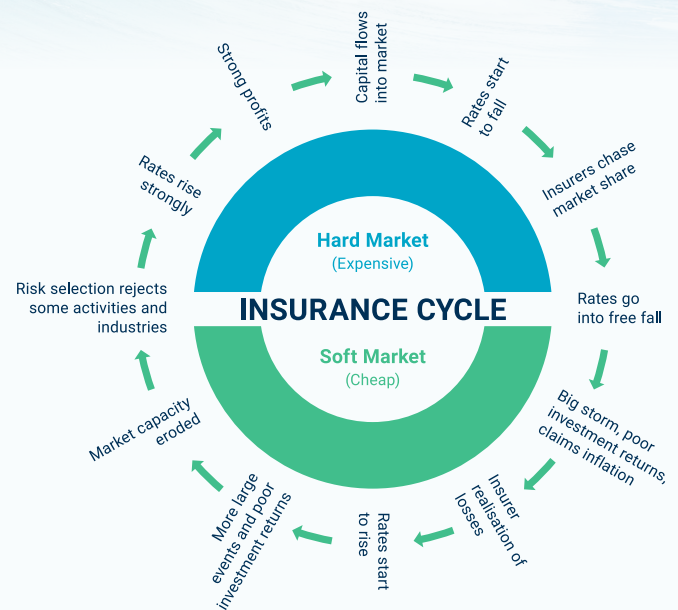 Capital flows
into market
Rates start
to fall
Insurers chase
market share
Rates go
into free fall
Big storm, poor
investment returns,
claims inflation
Insurer
realisation of
losses
Rates start
to rise
More large
events and poor
investment returns
Market capacity
eroded
Risk selection rejects
some activities and
industries
Rates rise
strongly
Strong profits
Hard Market
(Expensive)
INSURANCE CYCLE
Soft Market
(Cheap)